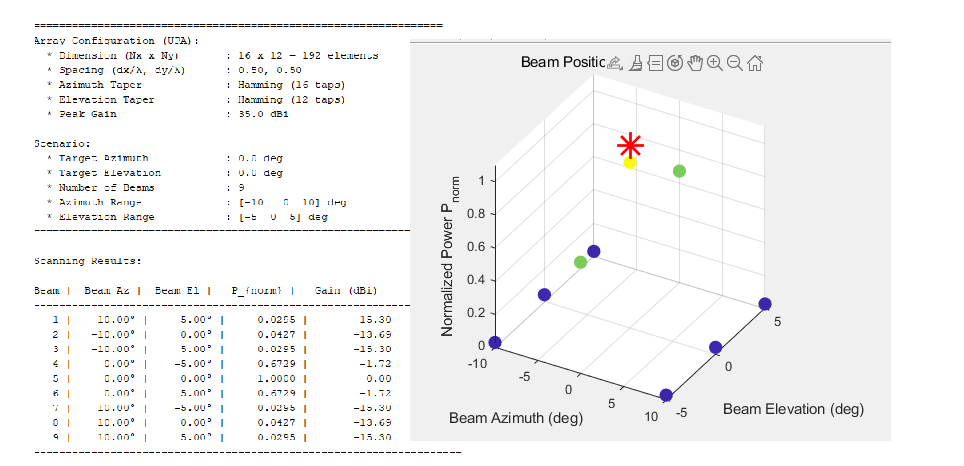 Array Configuration (UPA):
* Dimension (Nx x Ny) : 16 x 12 = 192 elements
* Spacing (dx/λ, dy/λ) : 0.50, 0.50
* Azimuth Taper : Hamming (16 taps)
* Elevation Taper : Hamming (12 taps)
* Peak Gain : 35.0 dBi
Scenario:
* Target Azimuth : 0.0 deg
* Target Elevation : 0.0 deg
* Number of Beams : 9
* Azimuth Range : [-10 0 10] deg
* Elevation Range : [-5 0 5] deg
Scanning Results:
Beam | Beam Az | Beam El | P_{norm} | Gain (dBi)
1 | 10.00° | 5.00° | 0.0295 | 15.30
2 | -10.00° | 0.00° | 0.0427 | -13.69
3 | -10.00° | 5.00° | 0.0295 | -15.30
4 | 0.00° | -5.00° | 0.6729 | -1.72
5 | 0.00° | 0.00° | 1.0000 | 0.00
6 | 0.00° | 5.00° | 0.6729 | -1.72
7 | 10.00° | -5.00° | 0.0295 | -15.30
8 | 10.00° | 0.00° | 0.0427 | -13.69
9 | 10.00° | 5.00° | 0.0295 | -15.30
Beam Positic
Normalized Power P_norm
1
0.8
0.6
0.4
0.2
0
-10
-5
0
5
10
Beam Azimuth (deg)
-5
0
5
Beam Elevation (deg)